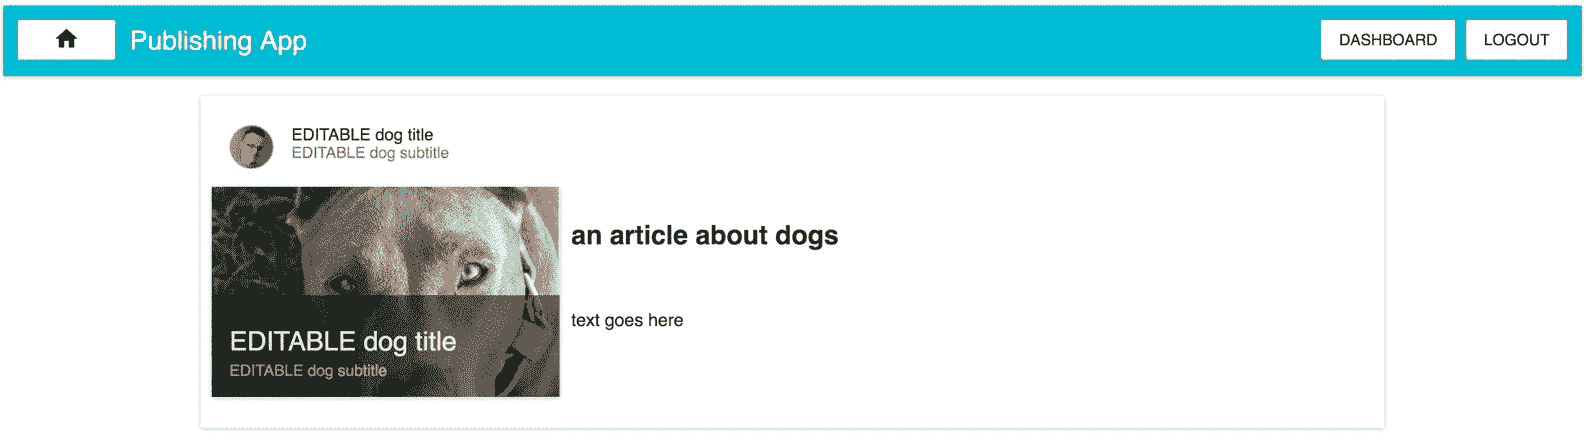 Publishing App
DASHBOARD
LOGOUT
EDITABLE dog title
EDITABLE dog subtitle
an article about dogs
text goes here
EDITABLE dog title
EDITABLE dog subtitle